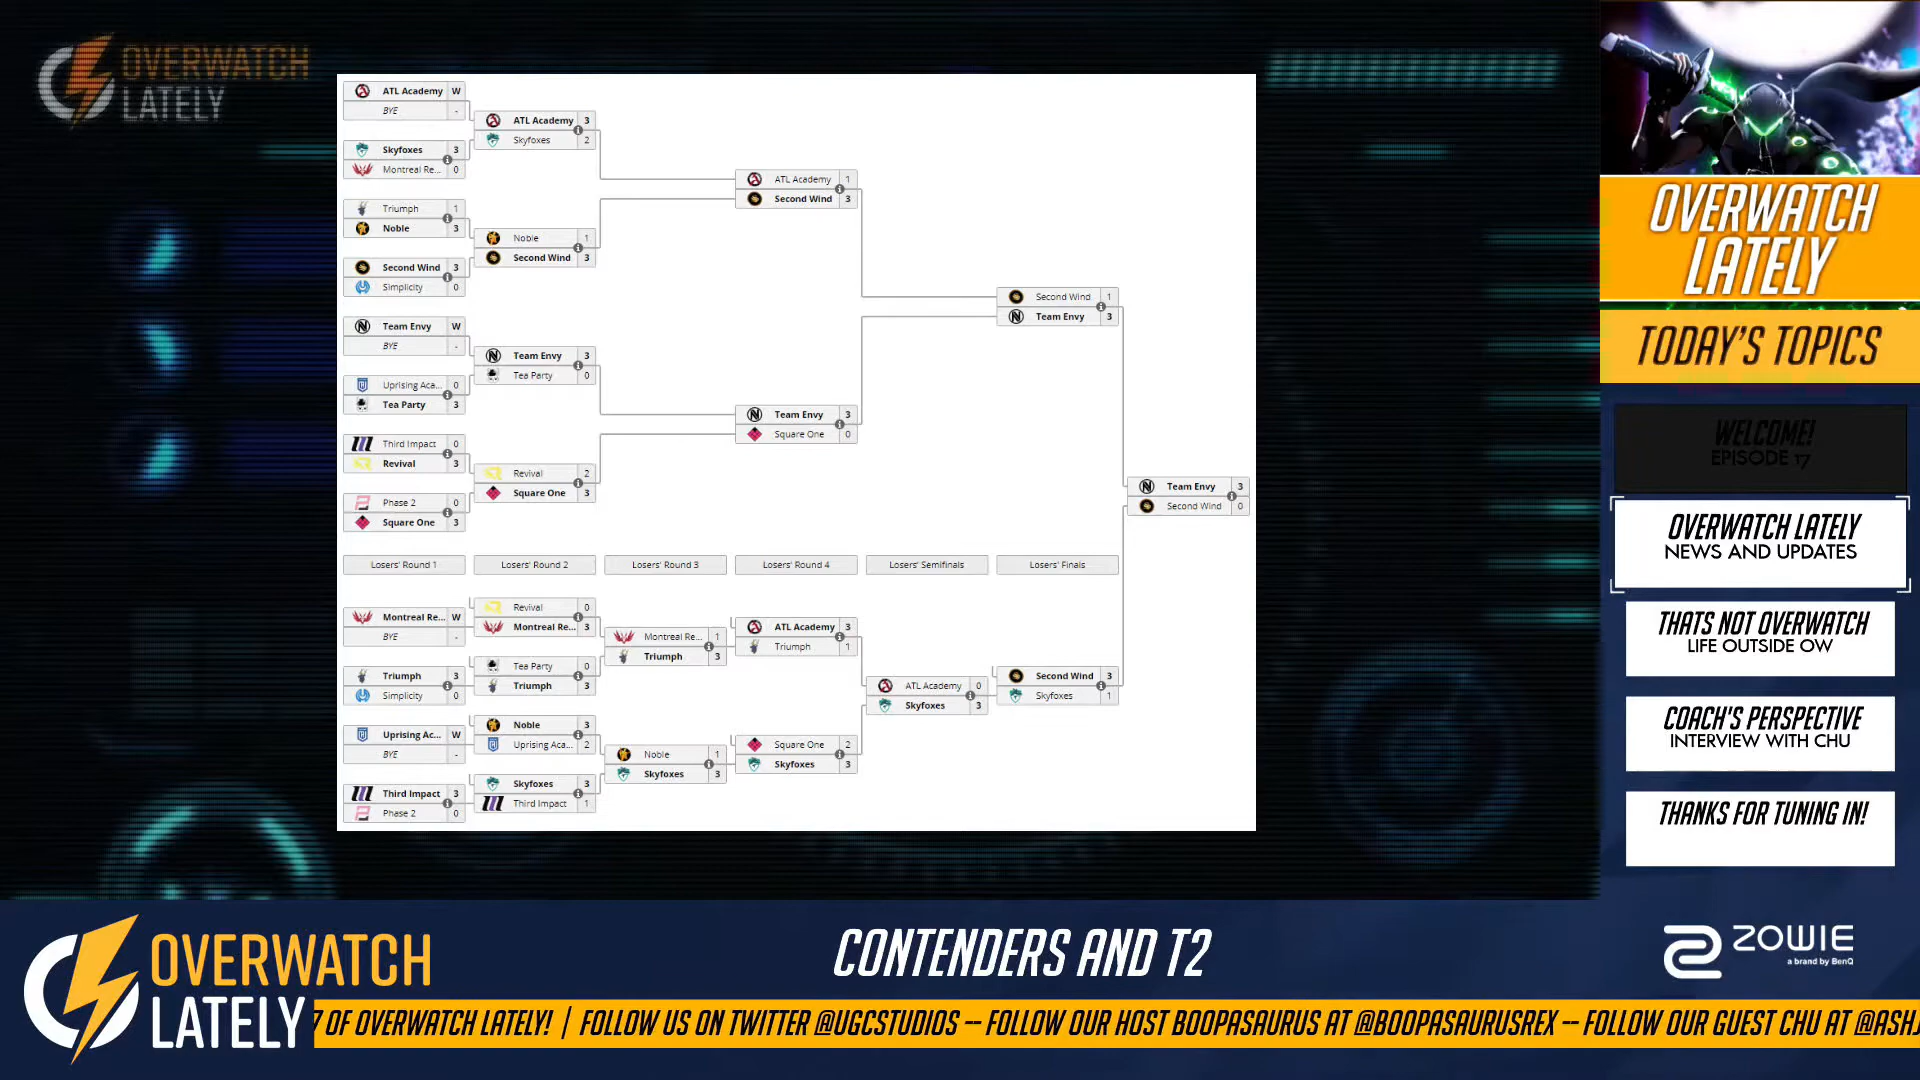 OVERWATCH
LATELY
ATL Academy W
BYE -
Skyfoxes 3
Montreal Re... 0
Triumph 1
Noble 3
Second Wind 3
Simplicity 0
Team Envy W
BYE -
Uprising Aca... 0
Tea Party 3
Third Impact 0
Revival 3
Phase 2 0
Square One 3
ATL Academy 3
Skyfoxes 2
Noble 1
Second Wind 3
Team Envy 3
Tea Party 0
Revival 2
Square One 3
ATL Academy 1
Second Wind 3
Team Envy 3
Square One 0
Second Wind 1
Team Envy 3
Team Envy 3
Second Wind 0
Losers' Round 1
Losers' Round 2
Losers' Round 3
Losers' Round 4
Losers' Semifinals
Losers' Finals
Montreal Re... W
BYE -
Triumph 3
Simplicity 0
Uprising Ac... W
BYE -
Third Impact 3
Phase 2 0
Revival 0
Montreal Re... 3
Tea Party 0
Triumph 3
Noble 3
Uprising Aca... 2
Skyfoxes 3
Third Impact 1
Montreal Re... 1
Triumph 3
Noble 1
Skyfoxes 3
ATL Academy 3
Triumph 1
Square One 2
Skyfoxes 3
ATL Academy 0
Skyfoxes 3
Second Wind 3
Skyfoxes 1
OVERWATCH
LATELY
TODAY'S TOPICS
WELCOME!
EPISODE 17
OVERWATCH LATELY
NEWS AND UPDATES
THATS NOT OVERWATCH
LIFE OUTSIDE OW
COACH'S PERSPECTIVE
INTERVIEW WITH CHU
THANKS FOR TUNING IN!
OVERWATCH
LATELY
CONTENDERS AND T2
ZOWIE
a brand by BenQ
7 OF OVERWATCH LATELY! | FOLLOW US ON TWITTER @UGCSTUDIOS -- FOLLOW OUR HOST BOOPASAURUS AT @BOOPASAURUSREX -- FOLLOW OUR GUEST CHU AT @ASHJ